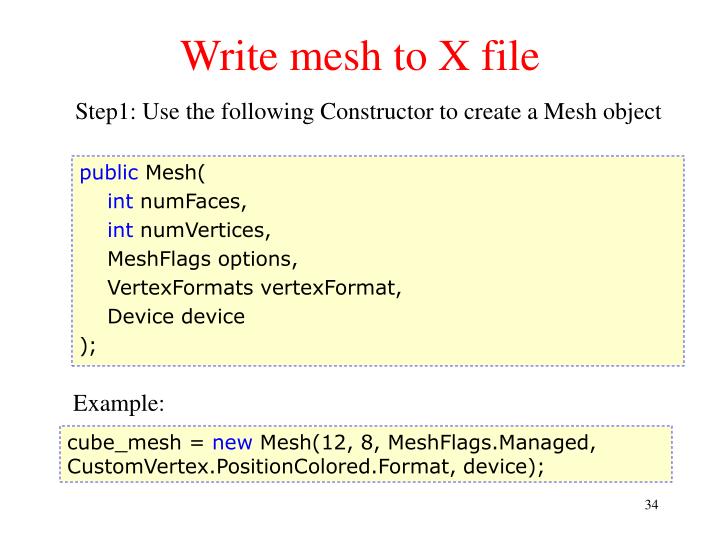 Write mesh to X file
Step1: Use the following Constructor to create a Mesh object
public Mesh(
int numFaces,
int numVertices,
MeshFlags options,
VertexFormats vertexFormat,
Device device
);
Example:
cube_mesh = new Mesh(12, 8, MeshFlags.Managed,
CustomVertex.PositionColored.Format, device);
34